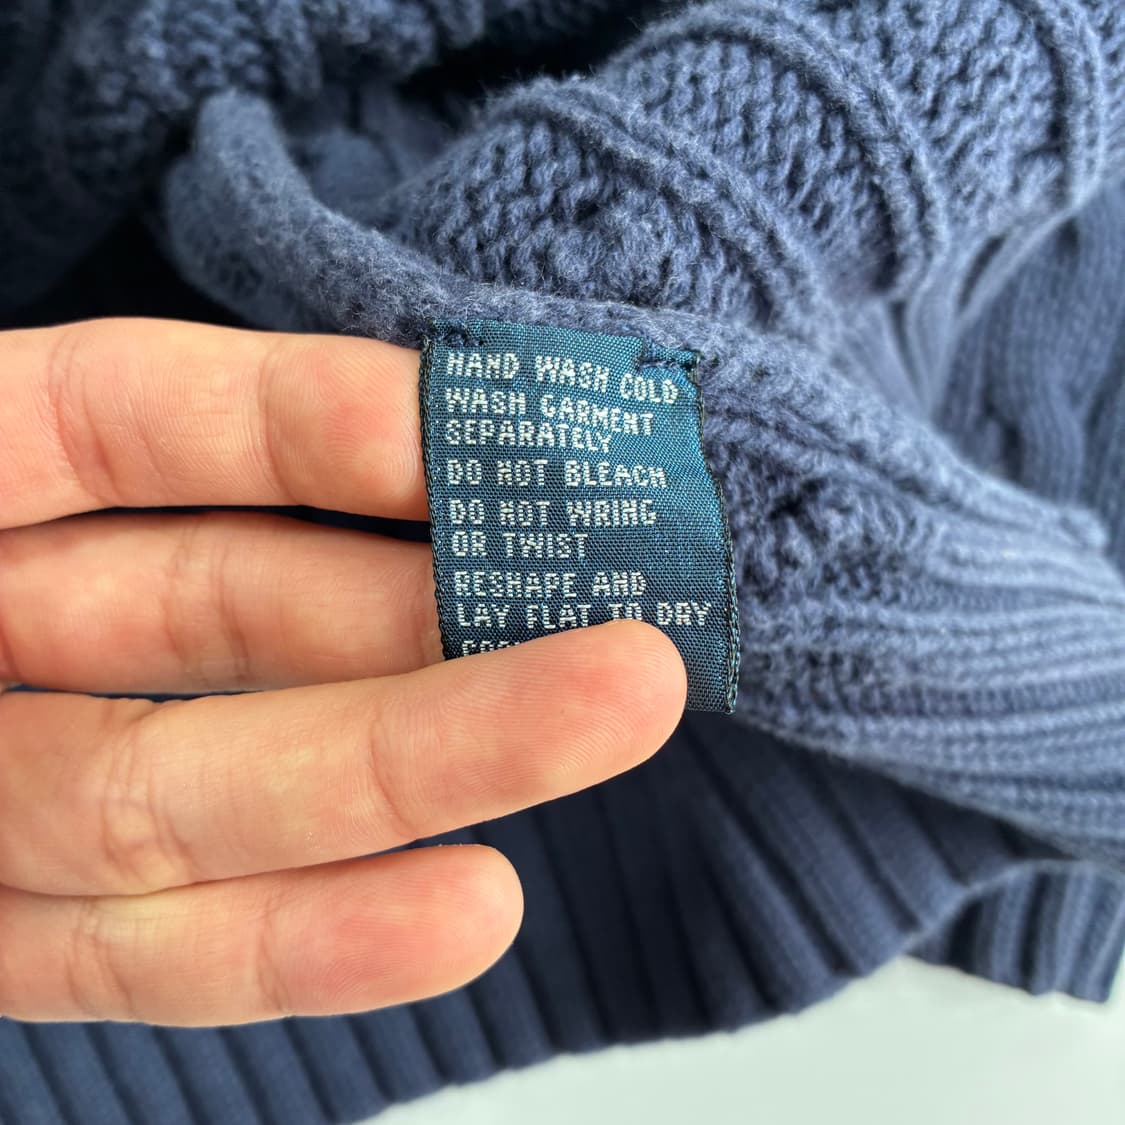 HAND WASH COLD
WASH GARMENT
SEPARATELY
DO NOT BLEACH
DO NOT WRING
OR TWIST
RESHAPE AND
LAY FLAT TO DRY